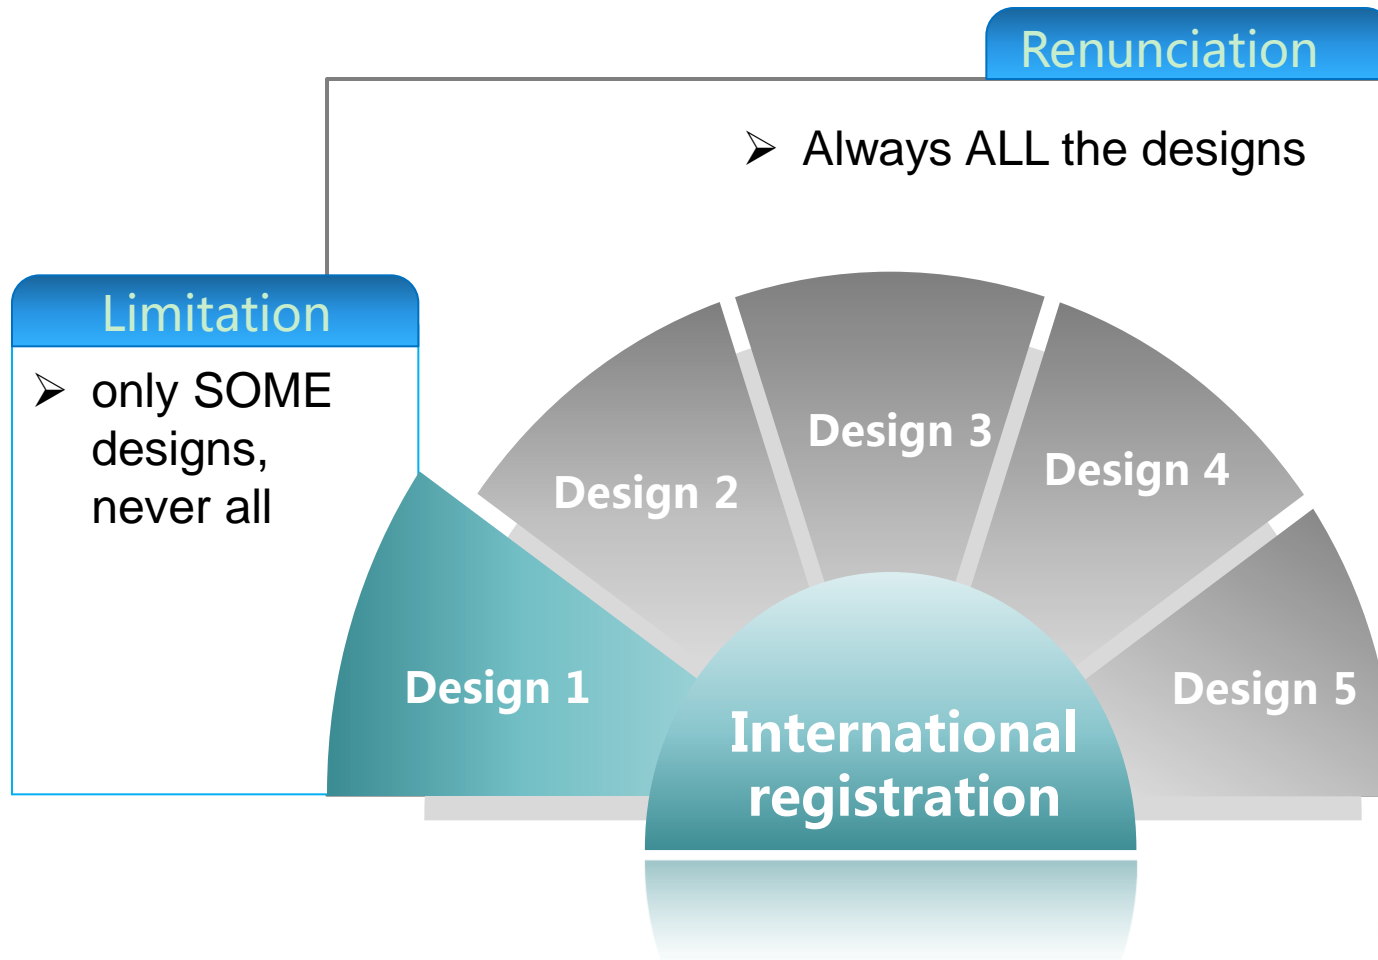 Renunciation
➢ Always ALL the designs
Limitation
➢ only SOME
designs,
never all
Design 1
Design 2
Design 3
Design 4
Design 5
International
registration